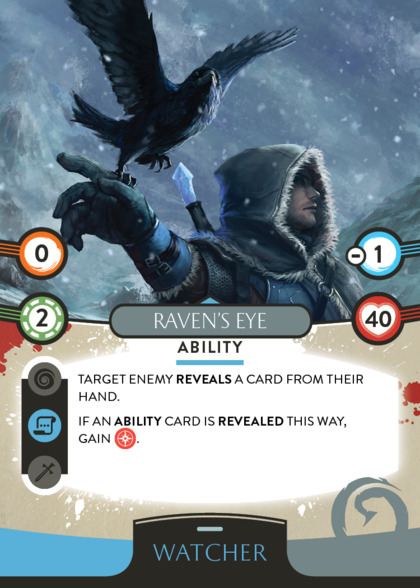 0
-1
2
RAVEN'S EYE
40
ABILITY
TARGET ENEMY REVEALS A CARD FROM THEIR
HAND.
IF AN ABILITY CARD IS REVEALED THIS WAY,
GAIN .
WATCHER